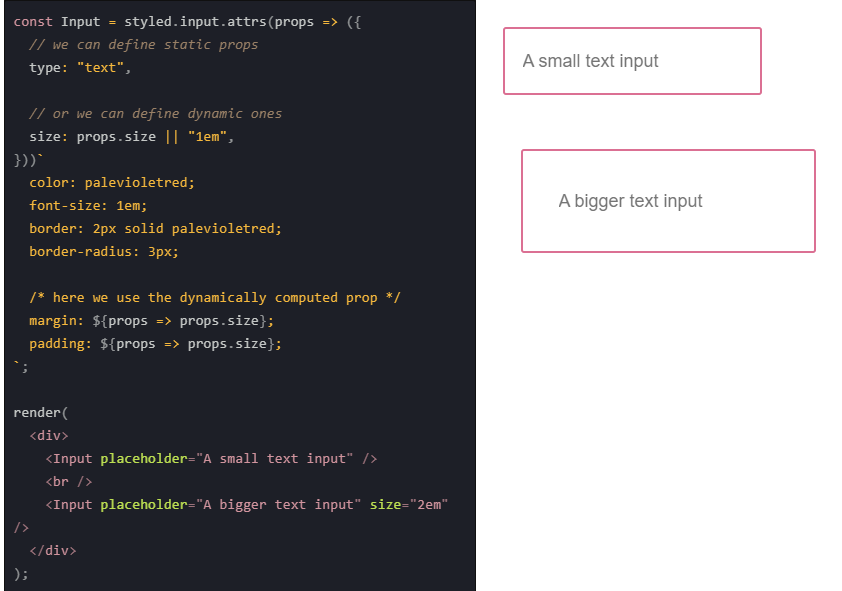 const Input = styled.input.attrs(props => ({
  // we can define static props
  type: "text",

  // or we can define dynamic ones
  size: props.size || "1em",
}))`
  color: palevioletred;
  font-size: 1em;
  border: 2px solid palevioletred;
  border-radius: 3px;

  /* here we use the dynamically computed prop */
  margin: ${props => props.size};
  padding: ${props => props.size};
`;

render(
  <div>
    <Input placeholder="A small text input" />
    <br />
    <Input placeholder="A bigger text input" size="2em"
/>
  </div>
);
A small text input
A bigger text input